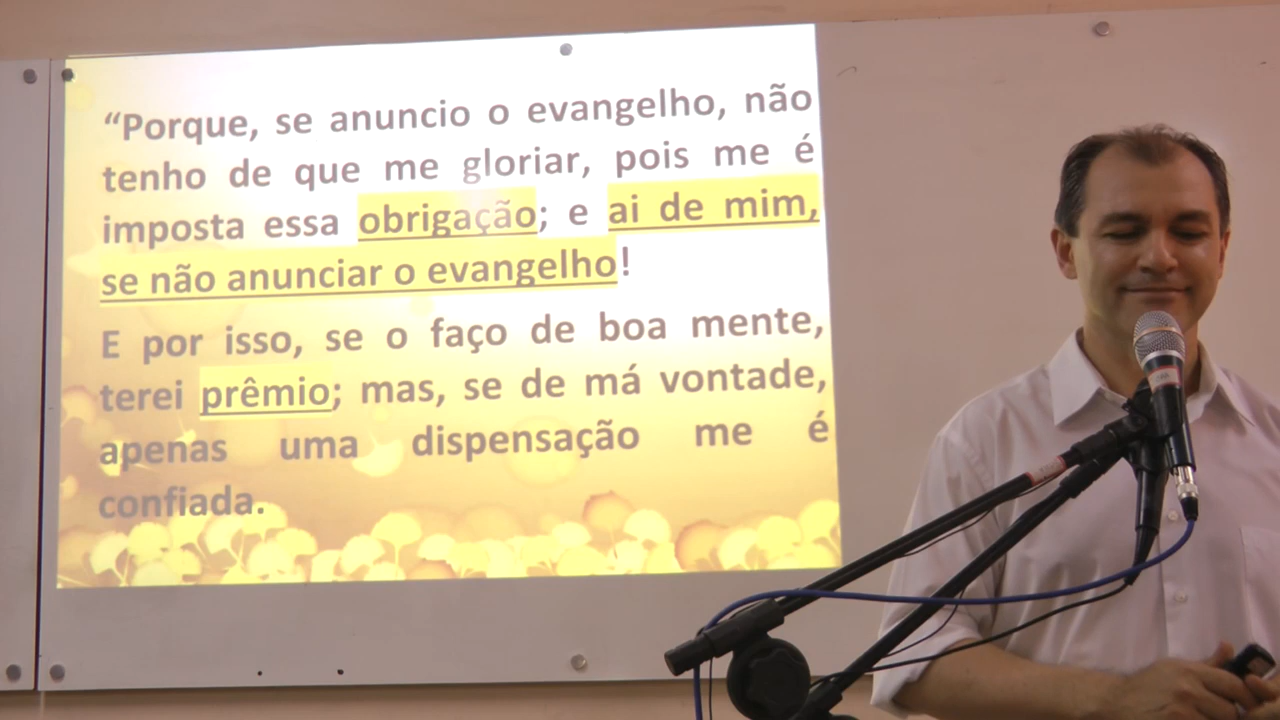 “Porque, se anuncio o evangelho, não
tenho de que me gloriar, pois me é
imposta essa obrigação; e ai de mim,
se não anunciar o evangelho!
E por isso, se o faço de boa mente,
terei prêmio; mas, se de má vontade,
apenas uma dispensação me é
confiada.